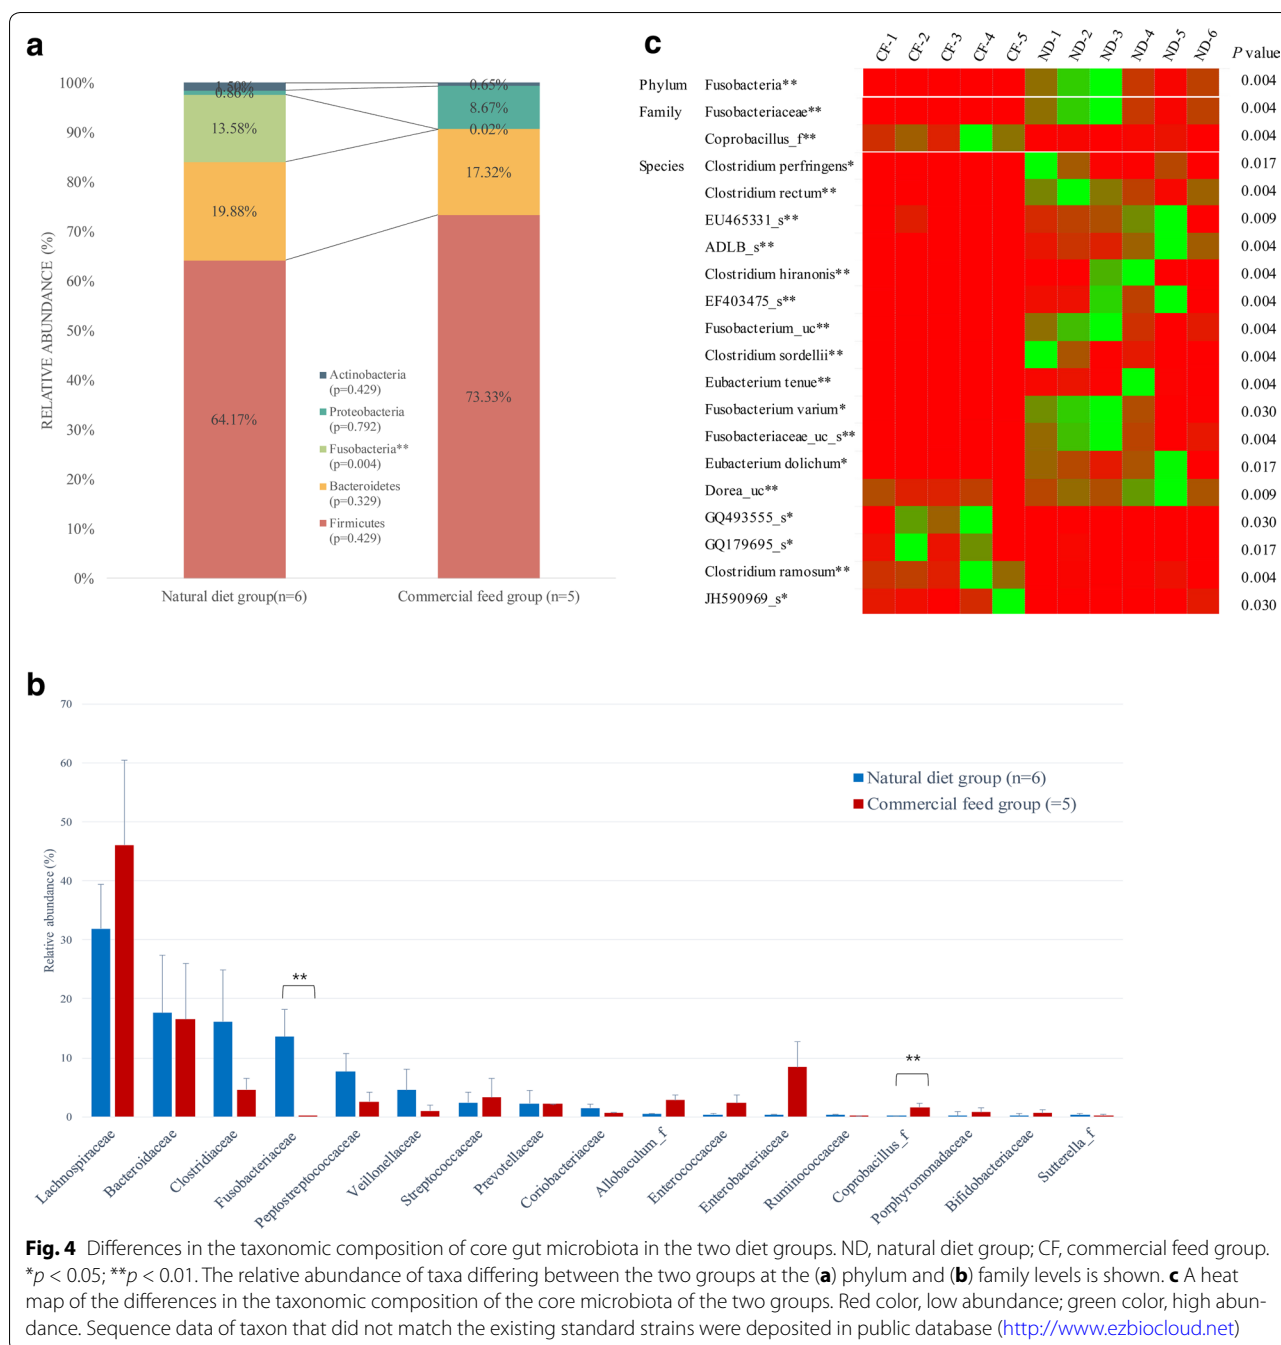 a
RELATIVE ABUNDANCE (%)
100%
90%
80%
70%
60%
50%
40%
30%
20%
10%
0%
1.50%
0.86%
13.58%
19.88%
64.17%
0.65%
8.67%
0.02%
17.32%
73.33%
Actinobacteria
(p=0.429)
Proteobacteria
(p=0.792)
Fusobacteria**
(p=0.004)
Bacteroidetes
(p=0.329)
Firmicutes
(p=0.429)
Natural diet group(n=6)
Commercial feed group (n=5)
c
CF-1 CF-2 CF-3 CF-4 CF-5 ND-1 ND-2 ND-3 ND-4 ND-5 ND-6 P value
Phylum Fusobacteria** 0.004
Family Fusobacteriaceae** 0.004
Coprobacillus_f** 0.004
Species Clostridium perfringens* 0.017
Clostridium rectum** 0.004
EU465331_s** 0.009
ADLB_s** 0.004
Clostridium hiranonis** 0.004
EF403475_s** 0.004
Fusobacterium_uc** 0.004
Clostridium sordellii** 0.004
Eubacterium tenue** 0.004
Fusobacterium varium* 0.030
Fusobacteriaceae_uc_s** 0.004
Eubacterium dolichum* 0.017
Dorea_uc** 0.009
GQ493555_s* 0.030
GQ179695_s* 0.017
Clostridium ramosum** 0.004
JH590969_s* 0.030
b
Relative abundance (%)
70
60
50
40
30
20
10
0
Natural diet group (n=6)
Commercial feed group (=5)
**
**
Lachnospiraceae
Bacteroidaceae
Clostridiaceae
Fusobacteriaceae
Peptostreptococcaceae
Veillonellaceae
Streptococcaceae
Prevotellaceae
Coriobacteriaceae
Allobaculum_f
Enterococcaceae
Enterobacteriaceae
Ruminococcaceae
Coprobacillus_f
Porphyromonadaceae
Bifidobacteriaceae
Sutterella_f
Fig. 4 Differences in the taxonomic composition of core gut microbiota in the two diet groups. ND, natural diet group; CF, commercial feed group.
*p < 0.05; **p < 0.01. The relative abundance of taxa differing between the two groups at the (a) phylum and (b) family levels is shown. c A heat
map of the differences in the taxonomic composition of the core microbiota of the two groups. Red color, low abundance; green color, high abun-
dance. Sequence data of taxon that did not match the existing standard strains were deposited in public database (http://www.ezbiocloud.net)